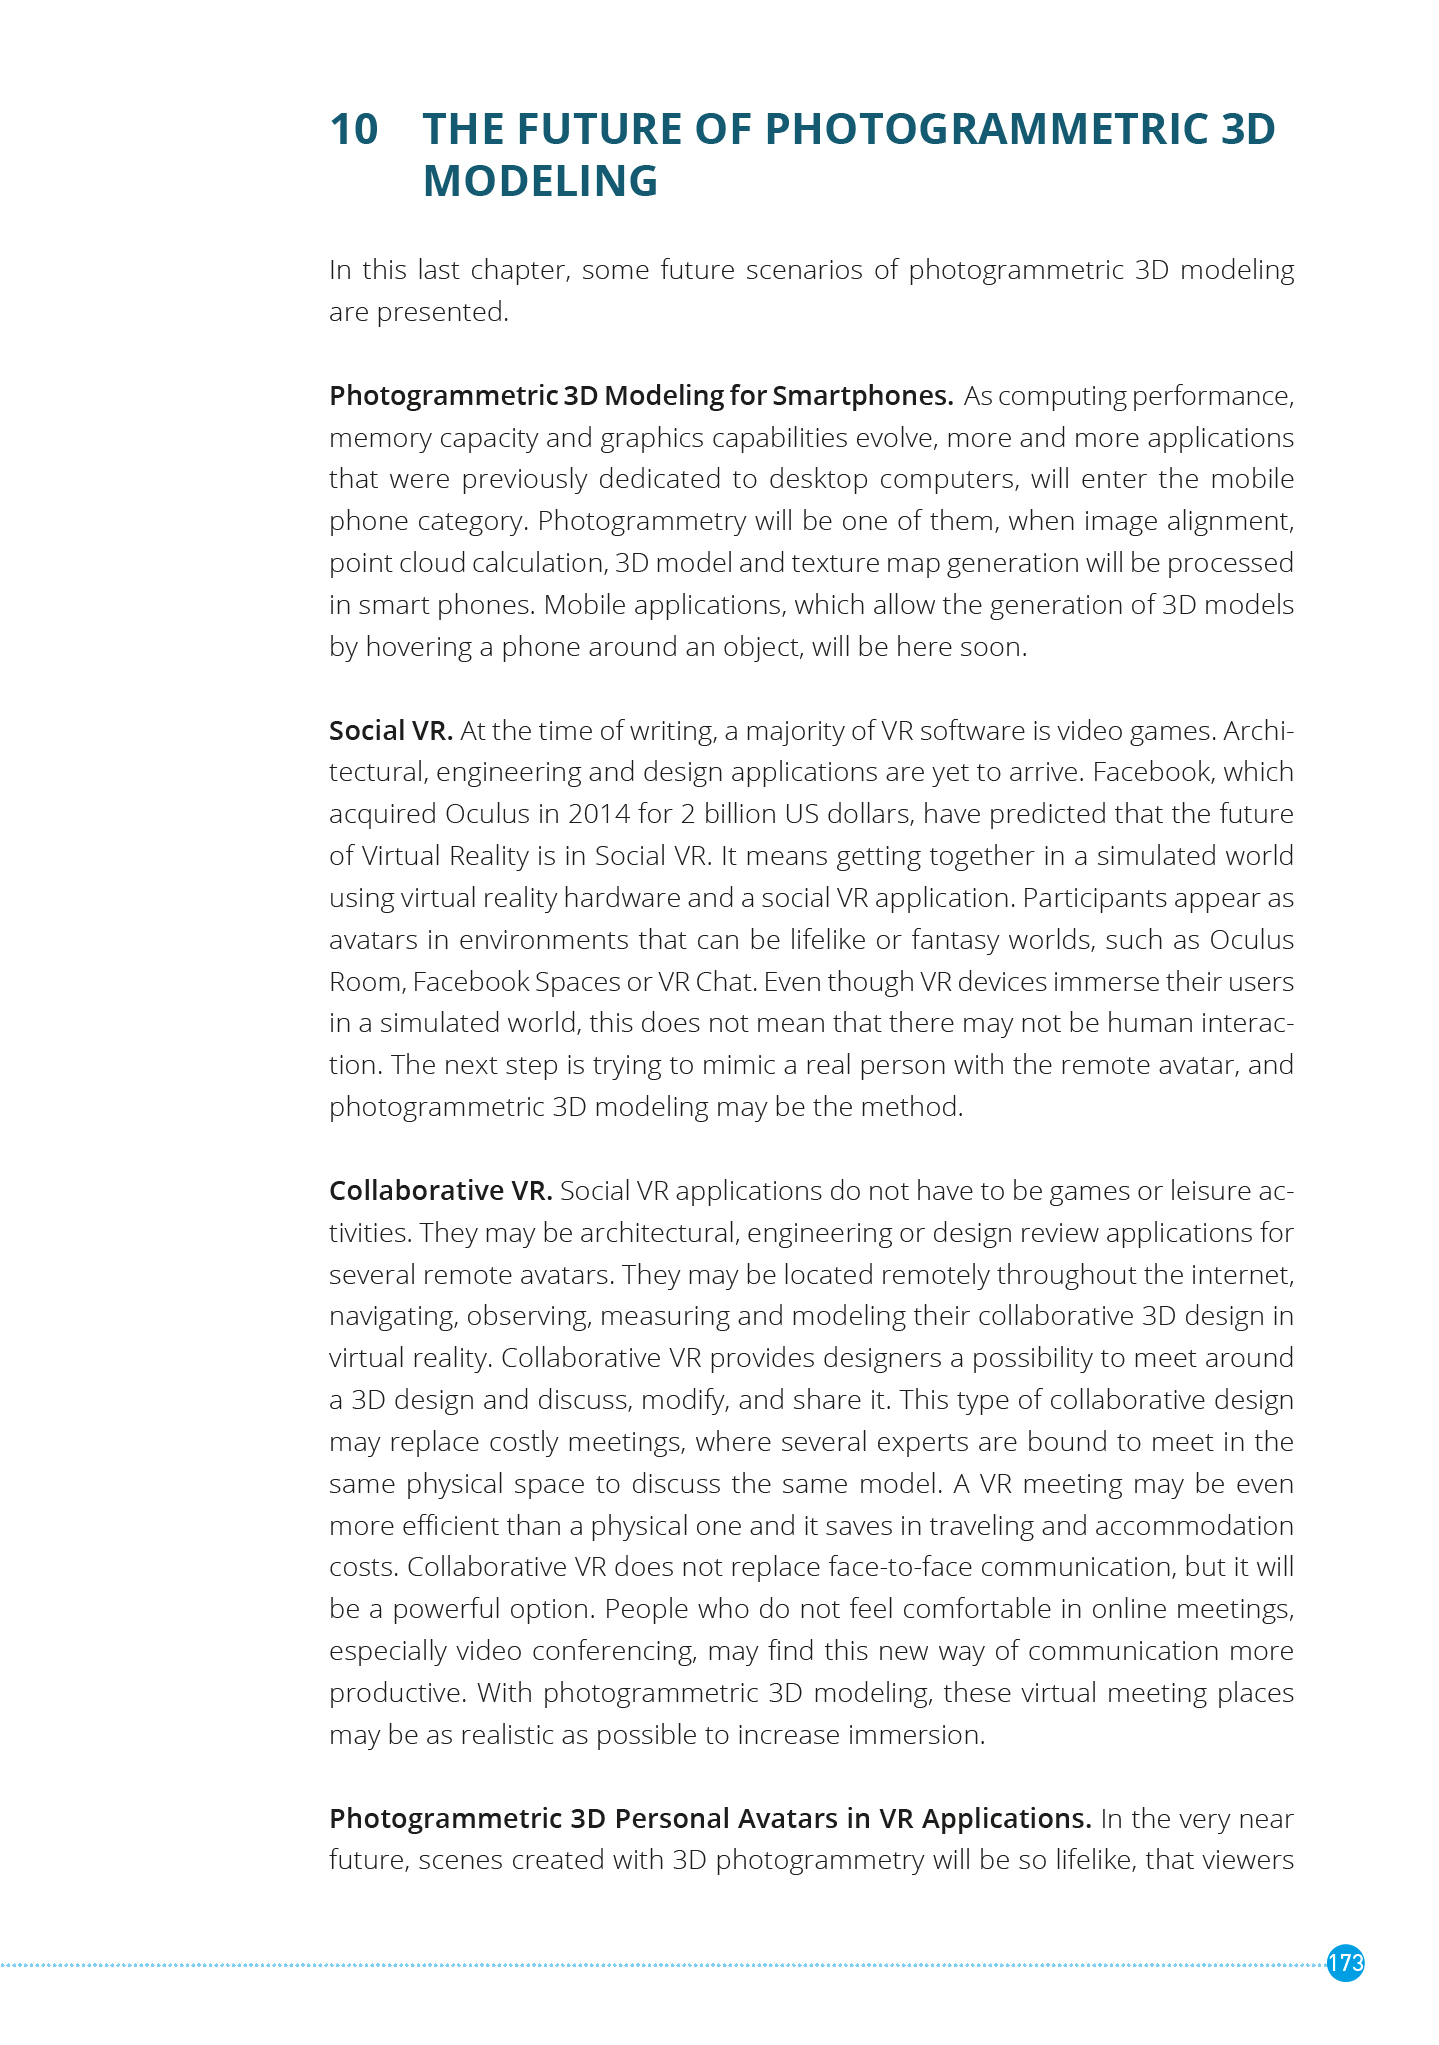 10 THE FUTURE OF PHOTOGRAMMETRIC 3D
MODELING
In this last chapter, some future scenarios of photogrammetric 3D modeling
are presented.
Photogrammetric 3D Modeling for Smartphones. As computing performance,
memory capacity and graphics capabilities evolve, more and more applications
that were previously dedicated to desktop computers, will enter the mobile
phone category. Photogrammetry will be one of them, when image alignment,
point cloud calculation, 3D model and texture map generation will be processed
in smart phones. Mobile applications, which allow the generation of 3D models
by hovering a phone around an object, will be here soon.
Social VR. At the time of writing, a majority of VR software is video games. Archi-
tectural, engineering and design applications are yet to arrive. Facebook, which
acquired Oculus in 2014 for 2 billion US dollars, have predicted that the future
of Virtual Reality is in Social VR. It means getting together in a simulated world
using virtual reality hardware and a social VR application. Participants appear as
avatars in environments that can be lifelike or fantasy worlds, such as Oculus
Room, Facebook Spaces or VR Chat. Even though VR devices immerse their users
in a simulated world, this does not mean that there may not be human interac-
tion. The next step is trying to mimic a real person with the remote avatar, and
photogrammetric 3D modeling may be the method.
Collaborative VR. Social VR applications do not have to be games or leisure ac-
tivities. They may be architectural, engineering or design review applications for
several remote avatars. They may be located remotely throughout the internet,
navigating, observing, measuring and modeling their collaborative 3D design in
virtual reality. Collaborative VR provides designers a possibility to meet around
a 3D design and discuss, modify, and share it. This type of collaborative design
may replace costly meetings, where several experts are bound to meet in the
same physical space to discuss the same model. A VR meeting may be even
more efficient than a physical one and it saves in traveling and accommodation
costs. Collaborative VR does not replace face-to-face communication, but it will
be a powerful option. People who do not feel comfortable in online meetings,
especially video conferencing, may find this new way of communication more
productive. With photogrammetric 3D modeling, these virtual meeting places
may be as realistic as possible to increase immersion.
Photogrammetric 3D Personal Avatars in VR Applications. In the very near
future, scenes created with 3D photogrammetry will be so lifelike, that viewers
173